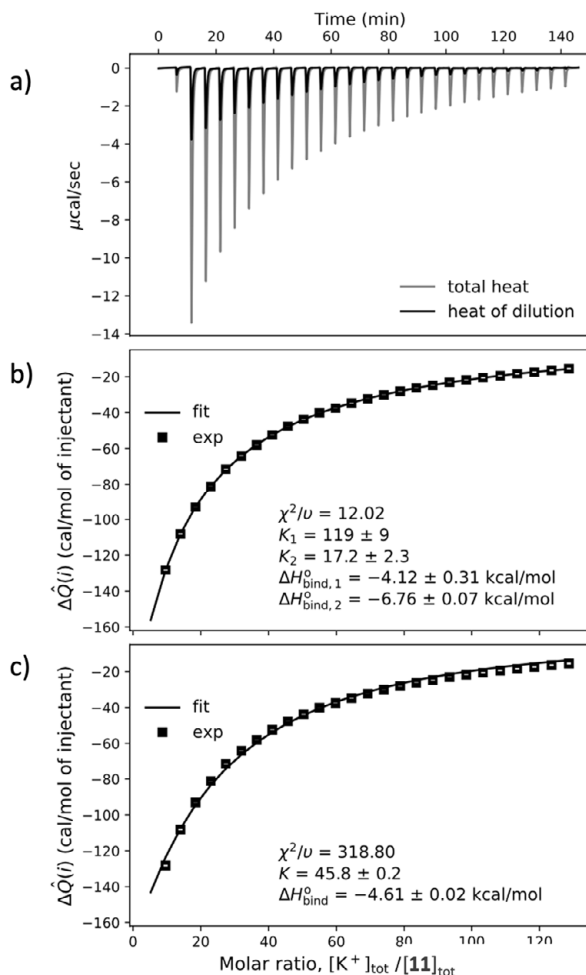 Time (min)
0 20 40 60 80 100 120 140
a)
0
−2
−4
−6
−8
−10
−12
−14
μcal/sec
total heat
heat of dilution
b)
−20
−40
−60
−80
−100
−120
−140
−160
ΔQ̂(i) (cal/mol of injectant)
fit
exp
χ²/υ = 12.02
K₁ = 119 ± 9
K₂ = 17.2 ± 2.3
ΔH°bind, 1 = −4.12 ± 0.31 kcal/mol
ΔH°bind, 2 = −6.76 ± 0.07 kcal/mol
c)
−20
−40
−60
−80
−100
−120
−140
−160
ΔQ̂(i) (cal/mol of injectant)
fit
exp
χ²/υ = 318.80
K = 45.8 ± 0.2
ΔH°bind = −4.61 ± 0.02 kcal/mol
0 20 40 60 80 100 120
Molar ratio, [K⁺]tot/[11]tot